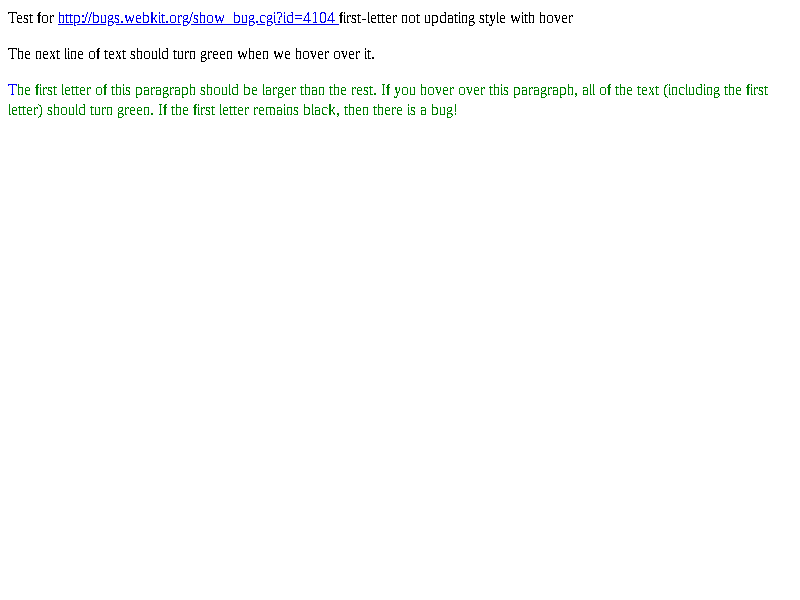 Test for http://bugs.webkit.org/show_bug.cgi?id=4104 first-letter not updating style with hover
The next line of text should turn green when we hover over it.
The first letter of this paragraph should be larger than the rest. If you hover over this paragraph, all of the text (including the first
letter) should turn green. If the first letter remains black, then there is a bug!